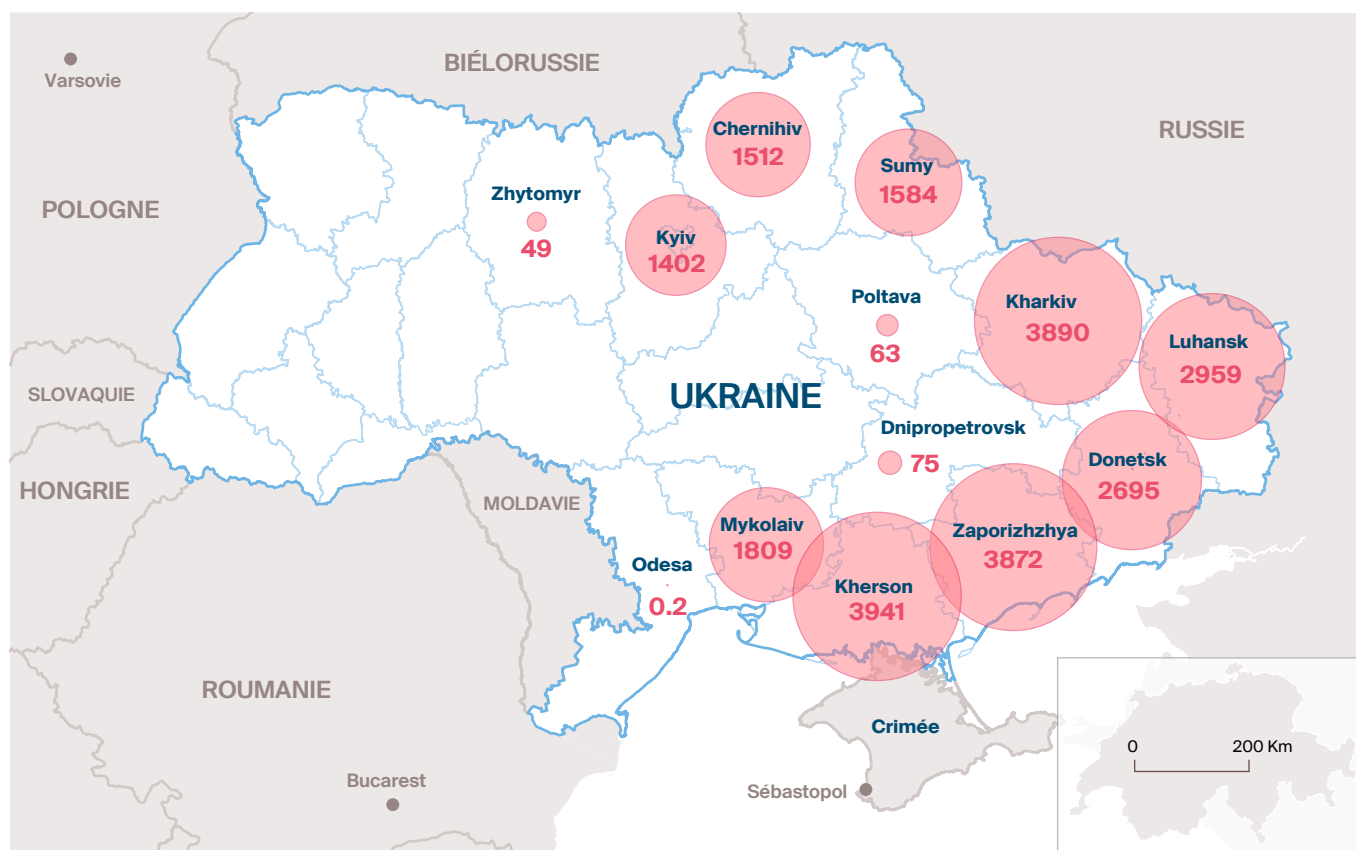 BIÉLORUSSIE
Varsovie
Chernihiv
1512
RUSSIE
Sumy
1584
Zhytomyr
49
POLOGNE
Kyiv
1402
Poltava
63
Kharkiv
3890
Luhansk
2959
SLOVAQUIE
UKRAINE
Dnipropetrovsk
75
Donetsk
2695
HONGRIE
MOLDAVIE
Mykolaiv
1809
Zaporizhzhya
3872
Odesa
0.2
Kherson
3941
ROUMANIE
Crimée
0
200 Km
Bucarest
Sébastopol